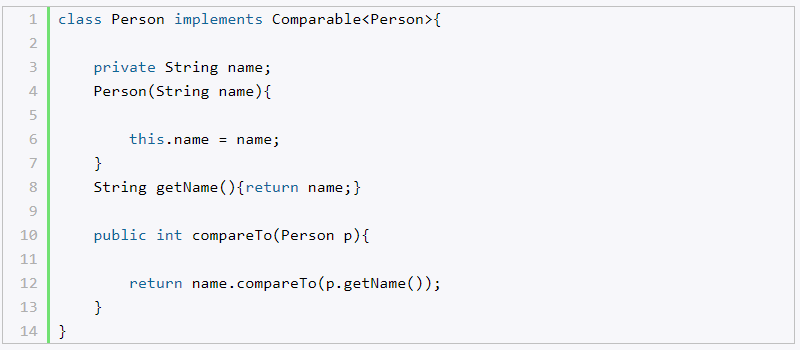 1 class Person implements Comparable<Person>{
2
3     private String name;
4     Person(String name){
5
6         this.name = name;
7     }
8     String getName(){return name;}
9
10     public int compareTo(Person p){
11
12         return name.compareTo(p.getName());
13     }
14 }